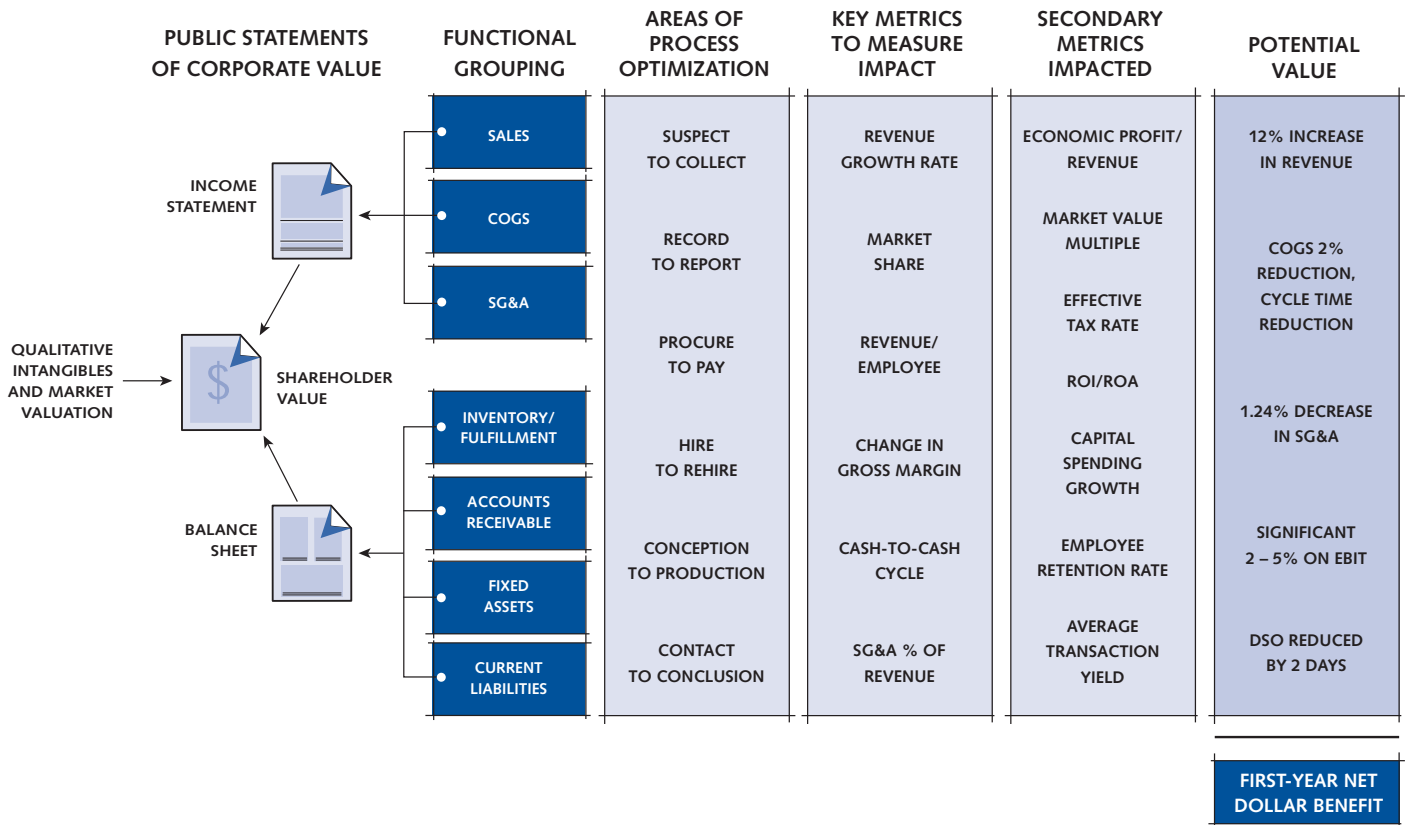 PUBLIC STATEMENTS
OF CORPORATE VALUE
FUNCTIONAL
GROUPING
AREAS OF
PROCESS
OPTIMIZATION
KEY METRICS
TO MEASURE
IMPACT
SECONDARY
METRICS
IMPACTED
POTENTIAL
VALUE
INCOME
STATEMENT
QUALITATIVE
INTANGIBLES
AND MARKET
VALUATION
$
SHAREHOLDER
VALUE
BALANCE
SHEET
SALES
COGS
SG&A
INVENTORY/
FULFILLMENT
ACCOUNTS
RECEIVABLE
FIXED
ASSETS
CURRENT
LIABILITIES
SUSPECT
TO COLLECT
RECORD
TO REPORT
PROCURE
TO PAY
HIRE
TO REHIRE
CONCEPTION
TO PRODUCTION
CONTACT
TO CONCLUSION
REVENUE
GROWTH RATE
MARKET
SHARE
REVENUE/
EMPLOYEE
CHANGE IN
GROSS MARGIN
CASH-TO-CASH
CYCLE
SG&A % OF
REVENUE
ECONOMIC PROFIT/
REVENUE
MARKET VALUE
MULTIPLE
EFFECTIVE
TAX RATE
ROI/ROA
CAPITAL
SPENDING
GROWTH
EMPLOYEE
RETENTION RATE
AVERAGE
TRANSACTION
YIELD
12% INCREASE
IN REVENUE
COGS 2%
REDUCTION,
CYCLE TIME
REDUCTION
1.24% DECREASE
IN SG&A
SIGNIFICANT
2 – 5% ON EBIT
DSO REDUCED
BY 2 DAYS
FIRST-YEAR NET
DOLLAR BENEFIT